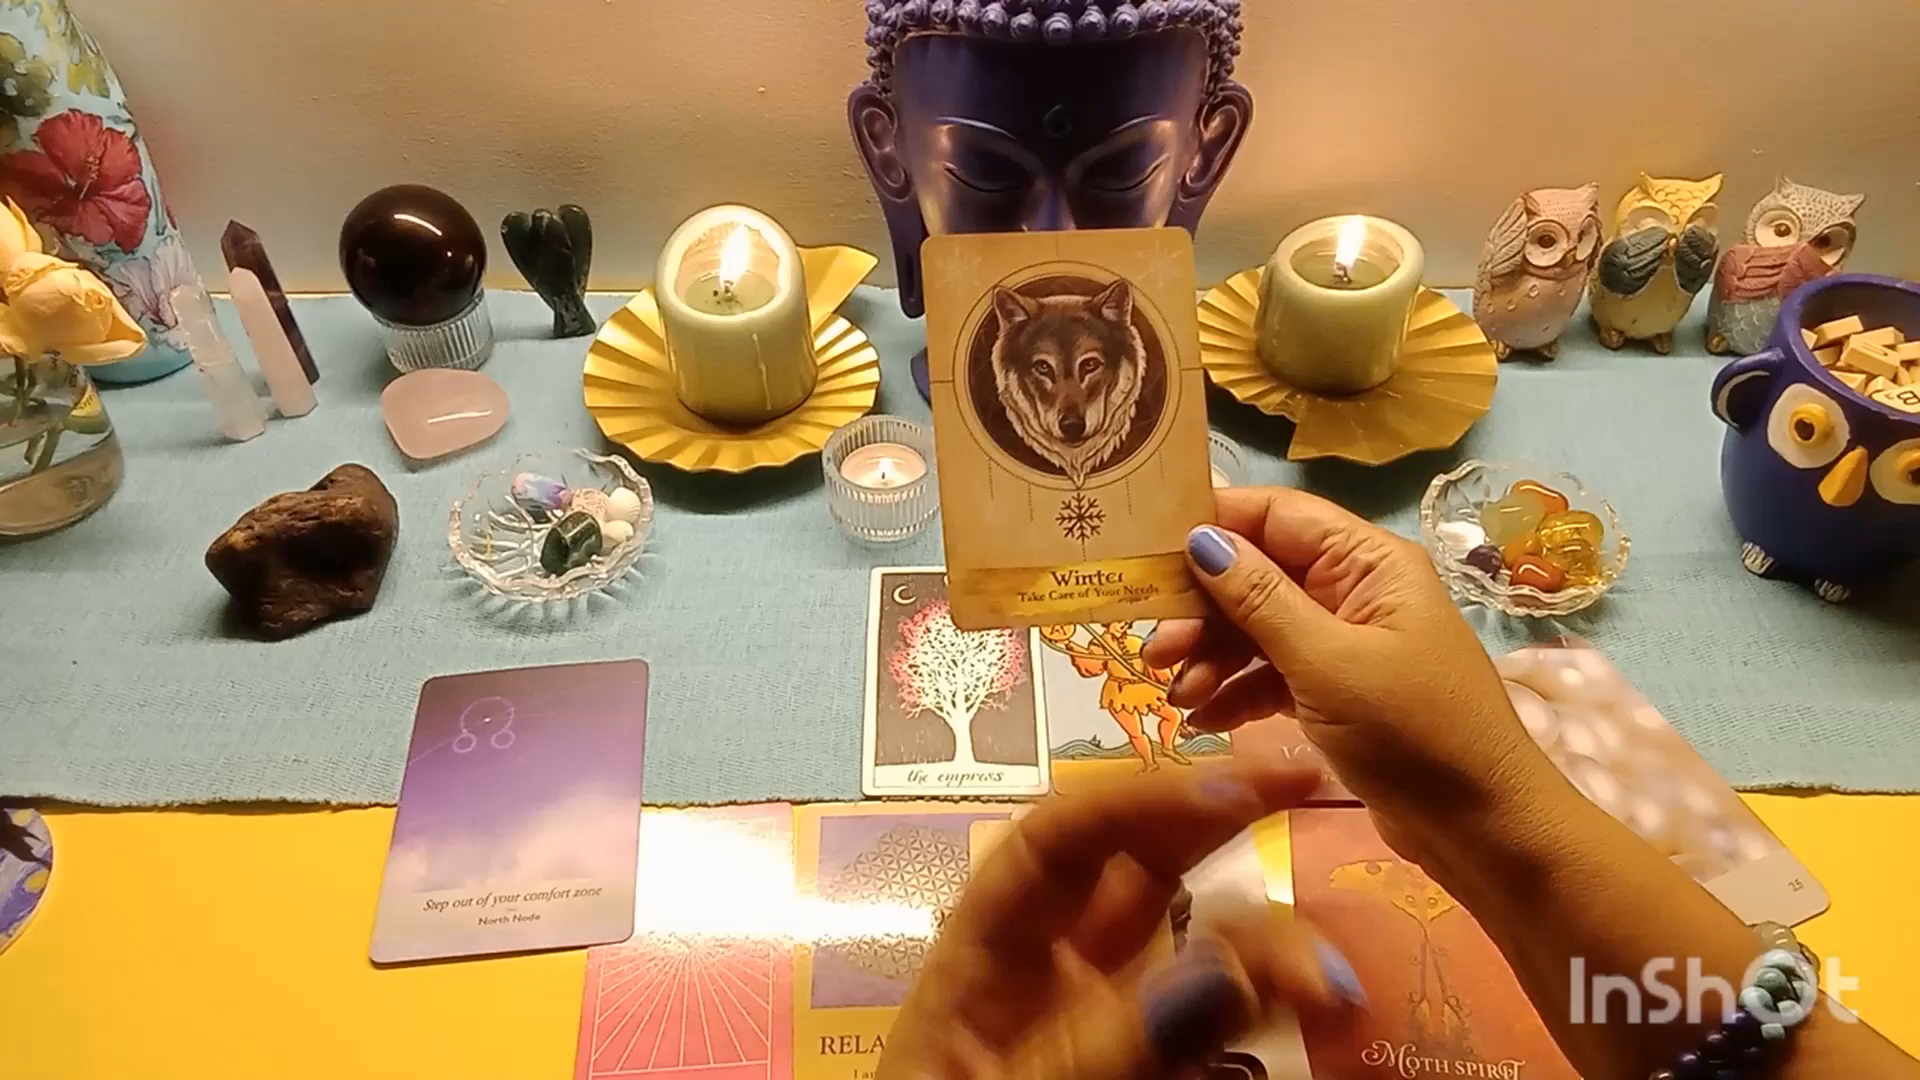 Winter
Take Care of Your Needs
the empress
Step out of your comfort zone
North Node
25
RELA
I am
MOTH SPIRIT
InShOt